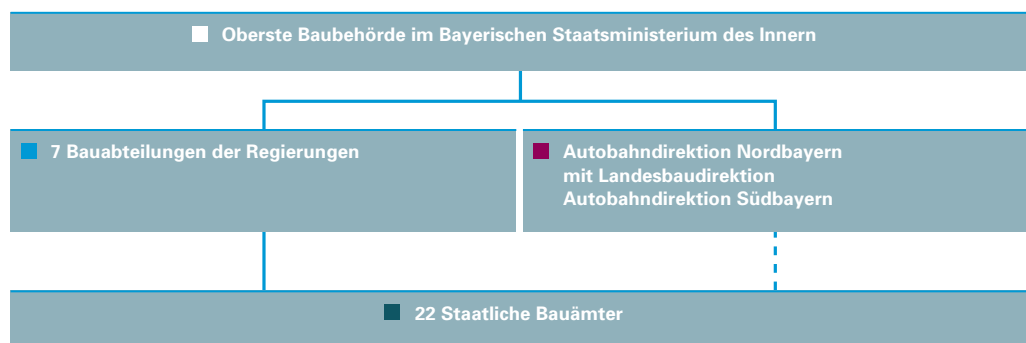 Oberste Baubehörde im Bayerischen Staatsministerium des Innern
7 Bauabteilungen der Regierungen
Autobahndirektion Nordbayern
mit Landesbaudirektion
Autobahndirektion Südbayern
22 Staatliche Bauämter